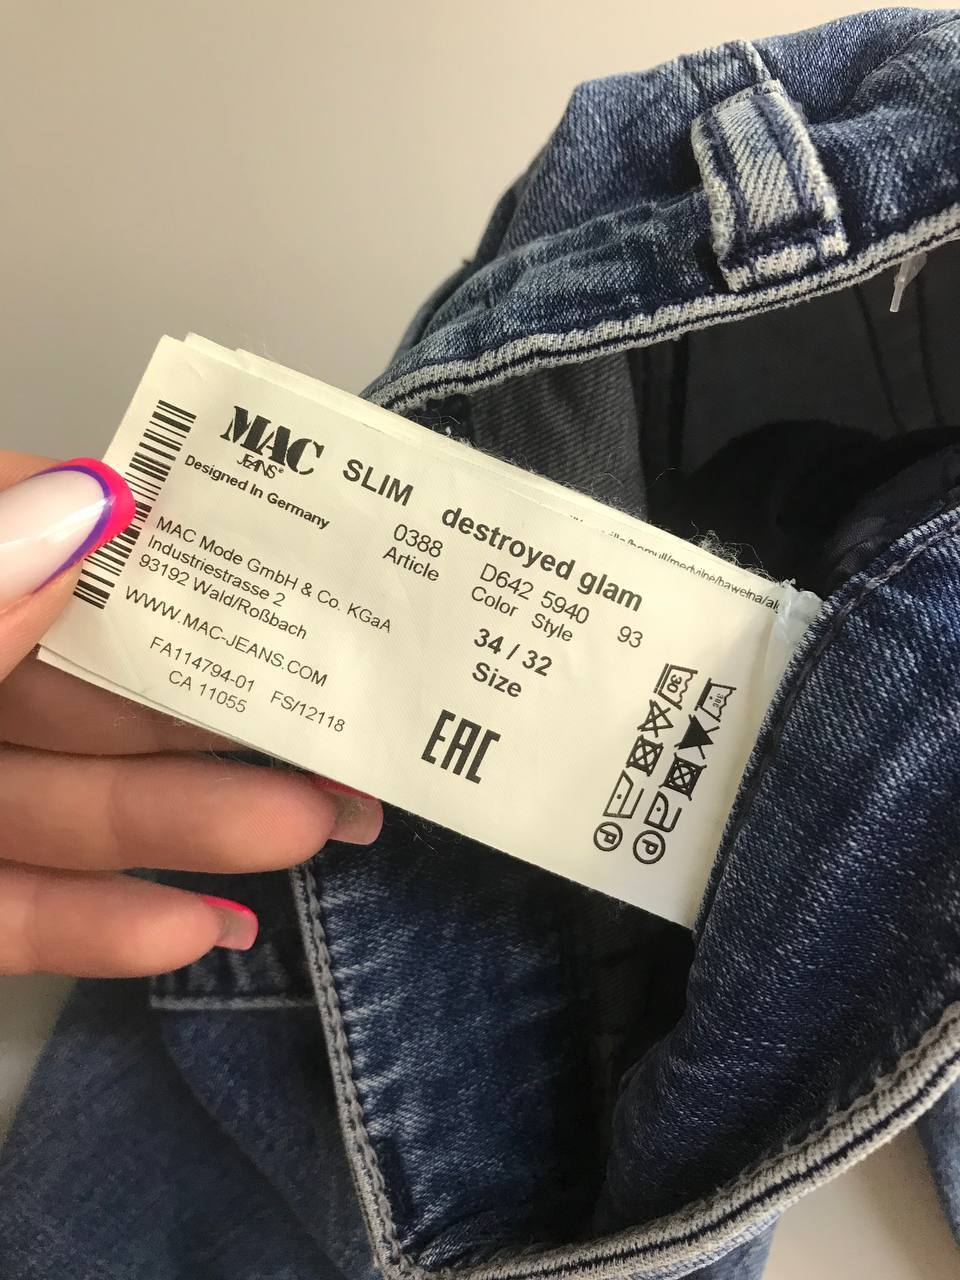 MAC
JEANS®
SLIM destroyed glam
Designed In Germany
0388 D642 5940 93
Article Color Style
MAC Mode GmbH & Co. KGaA
Industriestrasse 2
93192 Wald/Roßbach
34 / 32
Size
WWW.MAC-JEANS.COM
FA114794-01 FS/12118
CA 11055
EAC
30
P
P